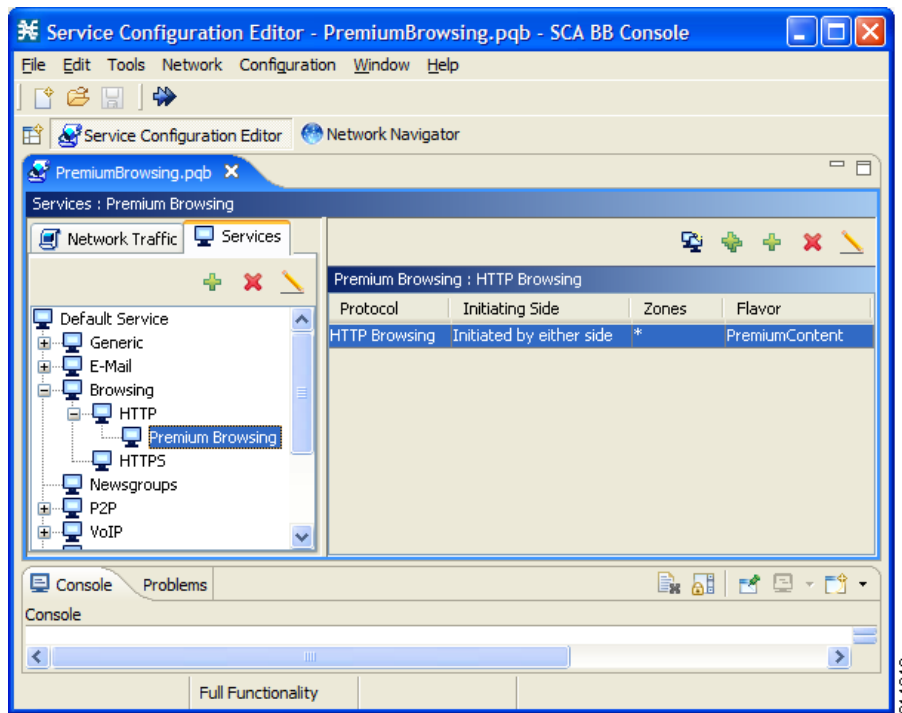 Service Configuration Editor - PremiumBrowsing.pqb - SCA BB Console
File Edit Tools Network Configuration Window Help
Service Configuration Editor Network Navigator
PremiumBrowsing.pqb
Services : Premium Browsing
Network Traffic Services
Premium Browsing : HTTP Browsing
Protocol Initiating Side Zones Flavor
HTTP Browsing Initiated by either side * PremiumContent
Default Service
Generic
E-Mail
Browsing
HTTP
Premium Browsing
HTTPS
Newsgroups
P2P
VoIP
Console Problems
Console
Full Functionality